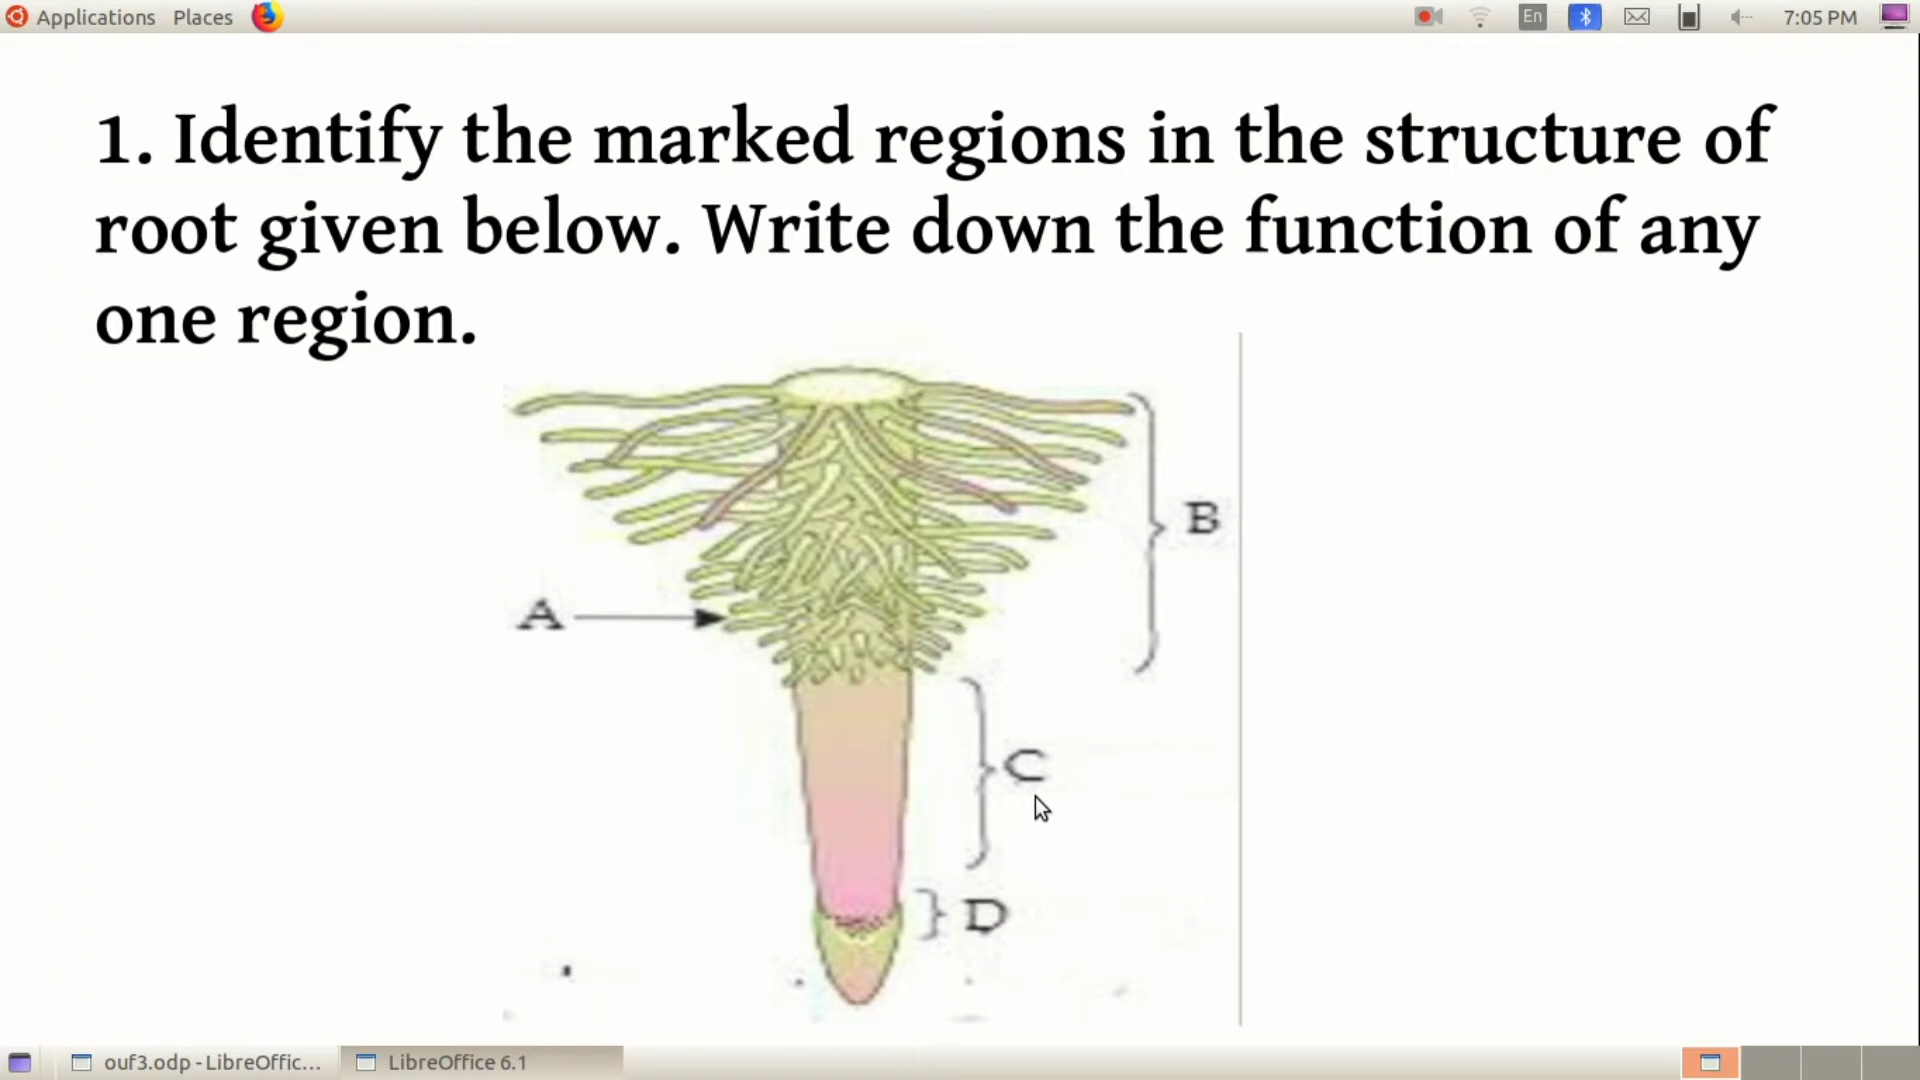 Applications Places En 7:05 PM
1. Identify the marked regions in the structure of
root given below. Write down the function of any
one region.
B
A
C
D
ouf3.odp - LibreOffic... LibreOffice 6.1